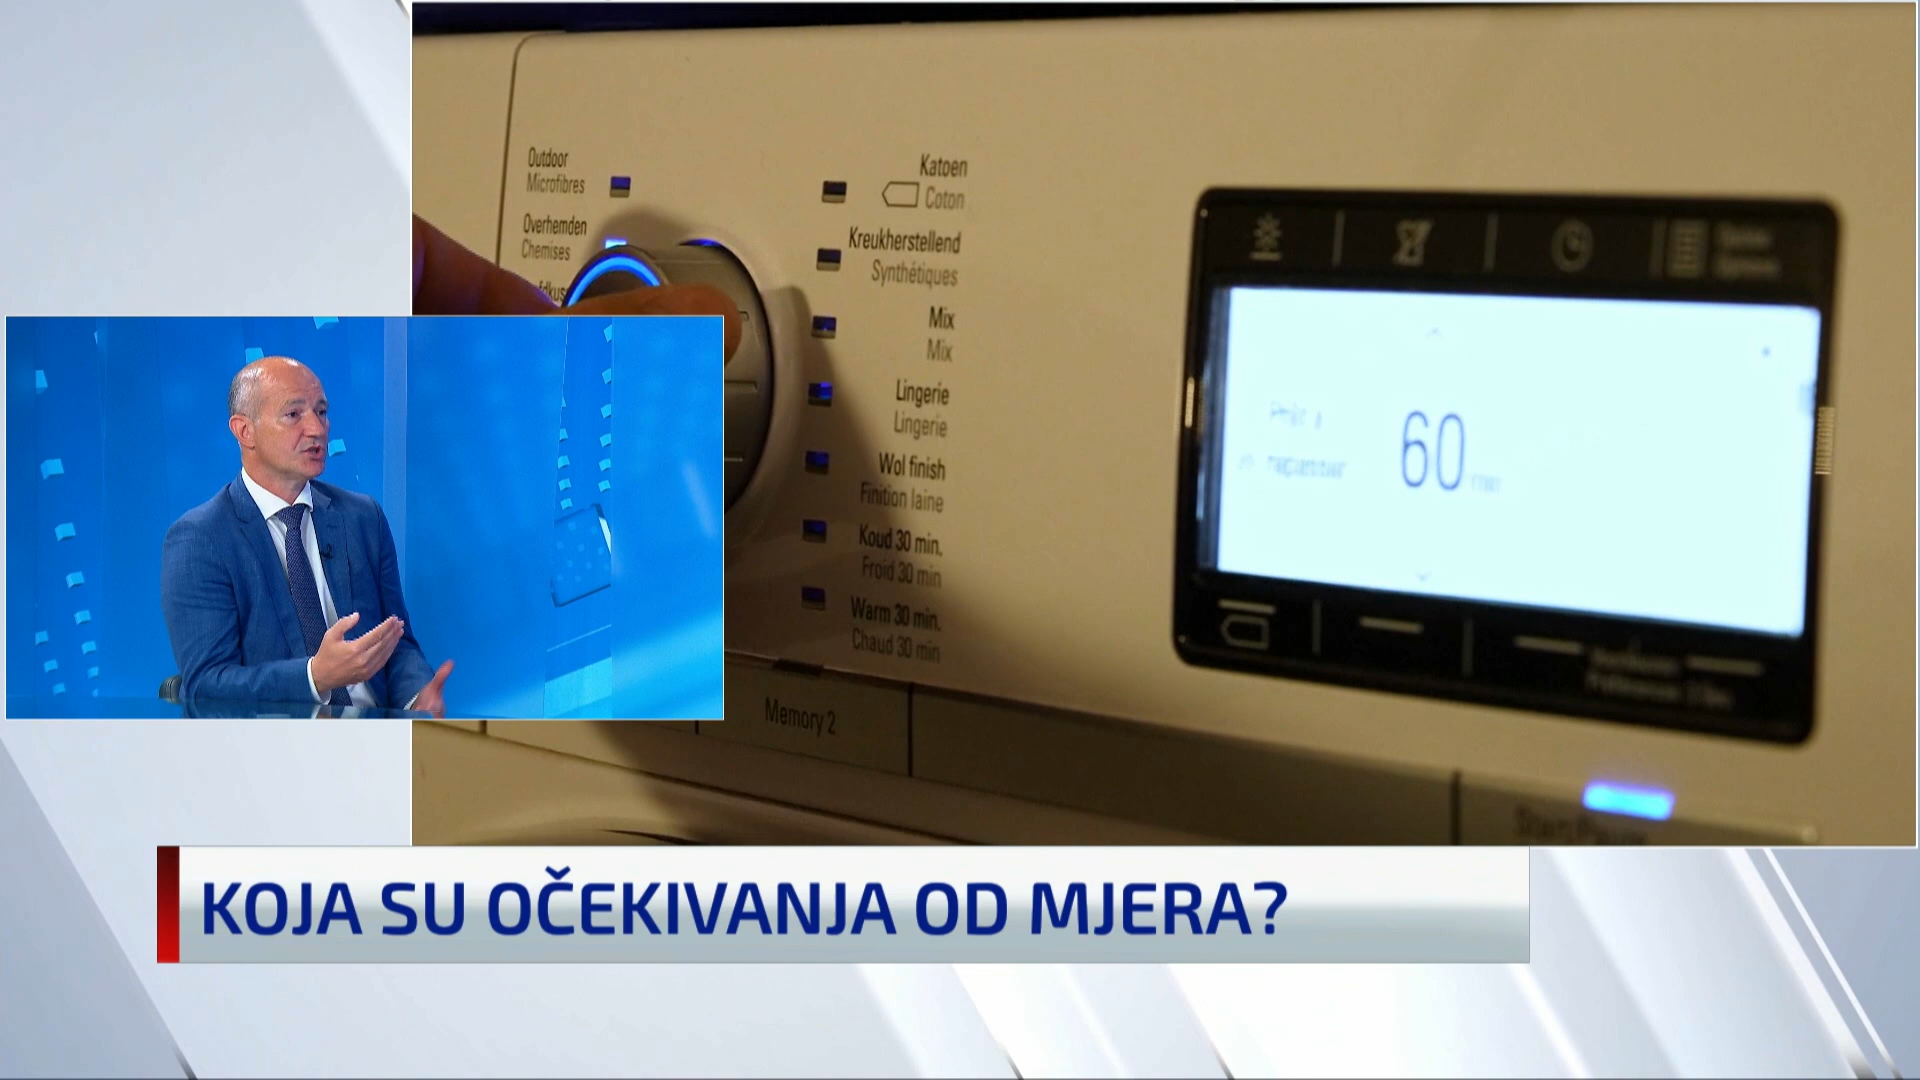 Outdoor
Microfibres
Overhemden
Chemises
Katoen
Coton
Kreukherstellend
Synthétiques
Mix
Mix
Lingerie
Lingerie
Wol finish
Finition laine
Koud 30 min.
Froid 30 min
Warm 30 min.
Chaud 30 min
Memory 2
60 min
KOJA SU OČEKIVANJA OD MJERA?